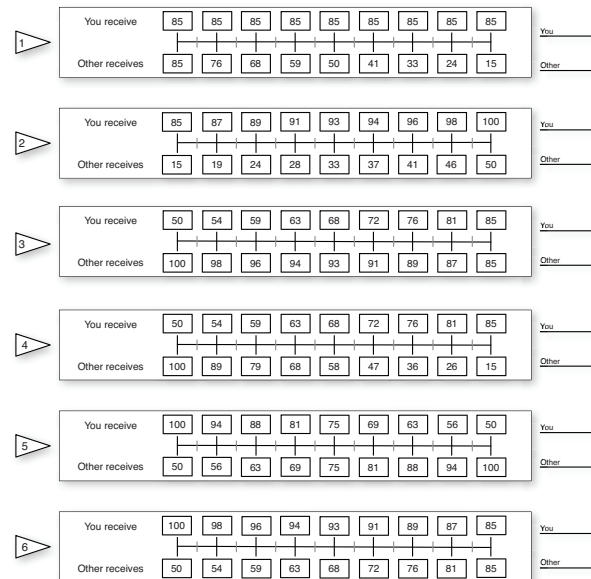 You receive 85 85 85 85 85 85 85 85 85
1
You
Other receives 85 76 68 59 50 41 33 24 15
Other
You receive 85 87 89 91 93 94 96 98 100
2
You
Other receives 15 19 24 28 33 37 41 46 50
Other
You receive 50 54 59 63 68 72 76 81 85
3
You
Other receives 100 98 96 94 93 91 89 87 85
Other
You receive 50 54 59 63 68 72 76 81 85
4
You
Other receives 100 89 79 68 58 47 36 26 15
Other
You receive 100 94 88 81 75 69 63 56 50
5
You
Other receives 50 56 63 69 75 81 88 94 100
Other
You receive 100 98 96 94 93 91 89 87 85
6
You
Other receives 50 54 59 63 68 72 76 81 85
Other